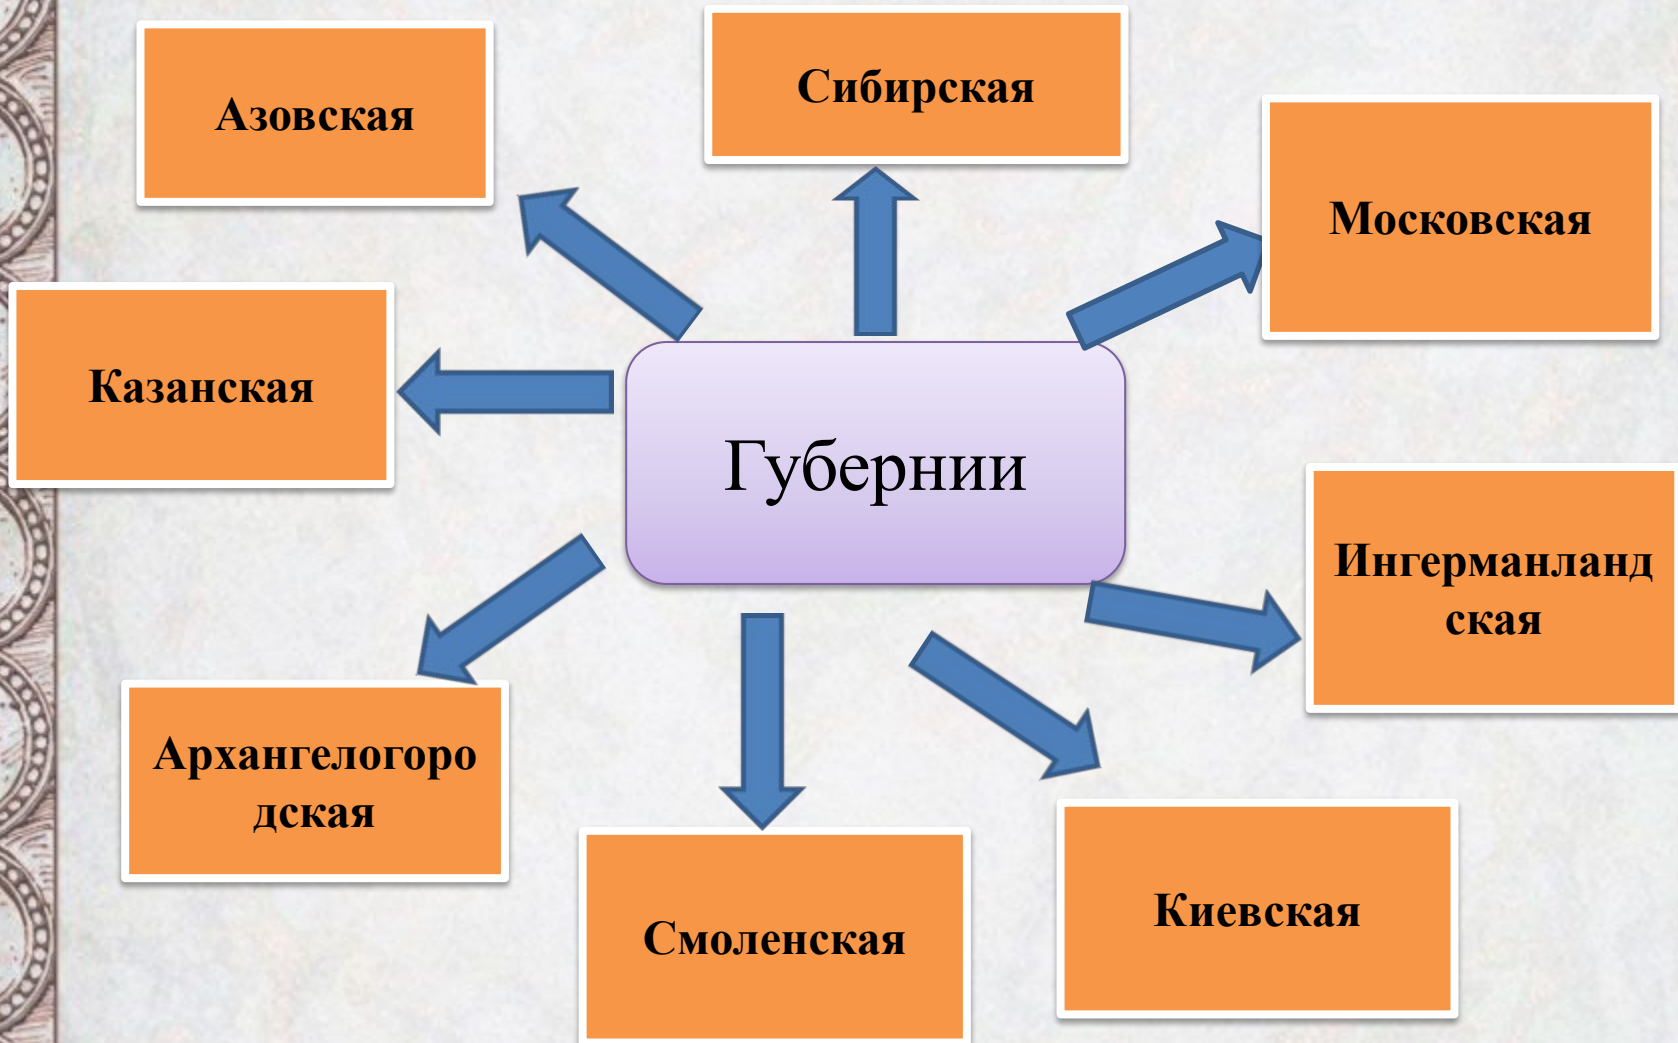 Сибирская
Азовская
Московская
Казанская
Губернии
Ингерманланд
ская
Архангелогоро
дская
Киевская
Смоленская